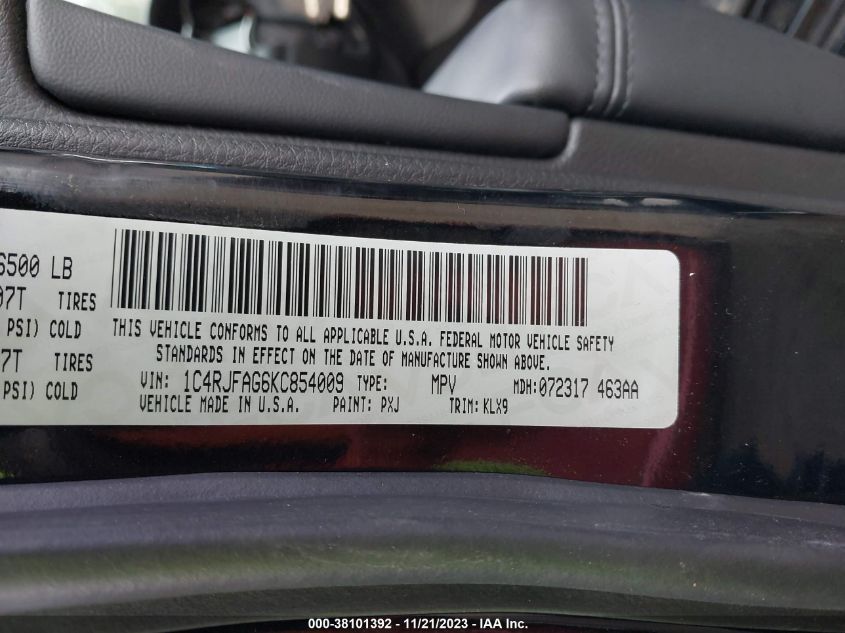 6500 LB
07T TIRES
PSI) COLD
7T TIRES
PSI) COLD
THIS VEHICLE CONFORMS TO ALL APPLICABLE U.S.A. FEDERAL MOTOR VEHICLE SAFETY
STANDARDS IN EFFECT ON THE DATE OF MANUFACTURE SHOWN ABOVE.
VIN: 1C4RJFAG6KC854009 TYPE: MPV MDH:072317 463AA
VEHICLE MADE IN U.S.A. PAINT: PXJ TRIM: KLX9
000-38101392 - 11/21/2023 - IAA Inc.